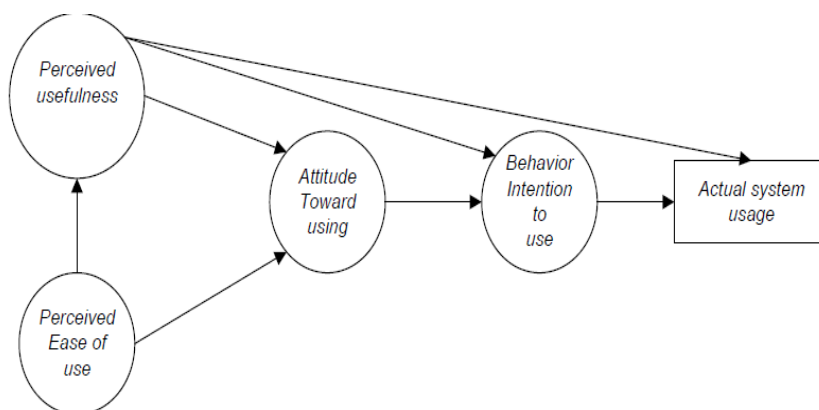 Perceived
usefulness
Attitude
Toward
using
Behavior
Intention
to
use
Actual system
usage
Perceived
Ease of
use